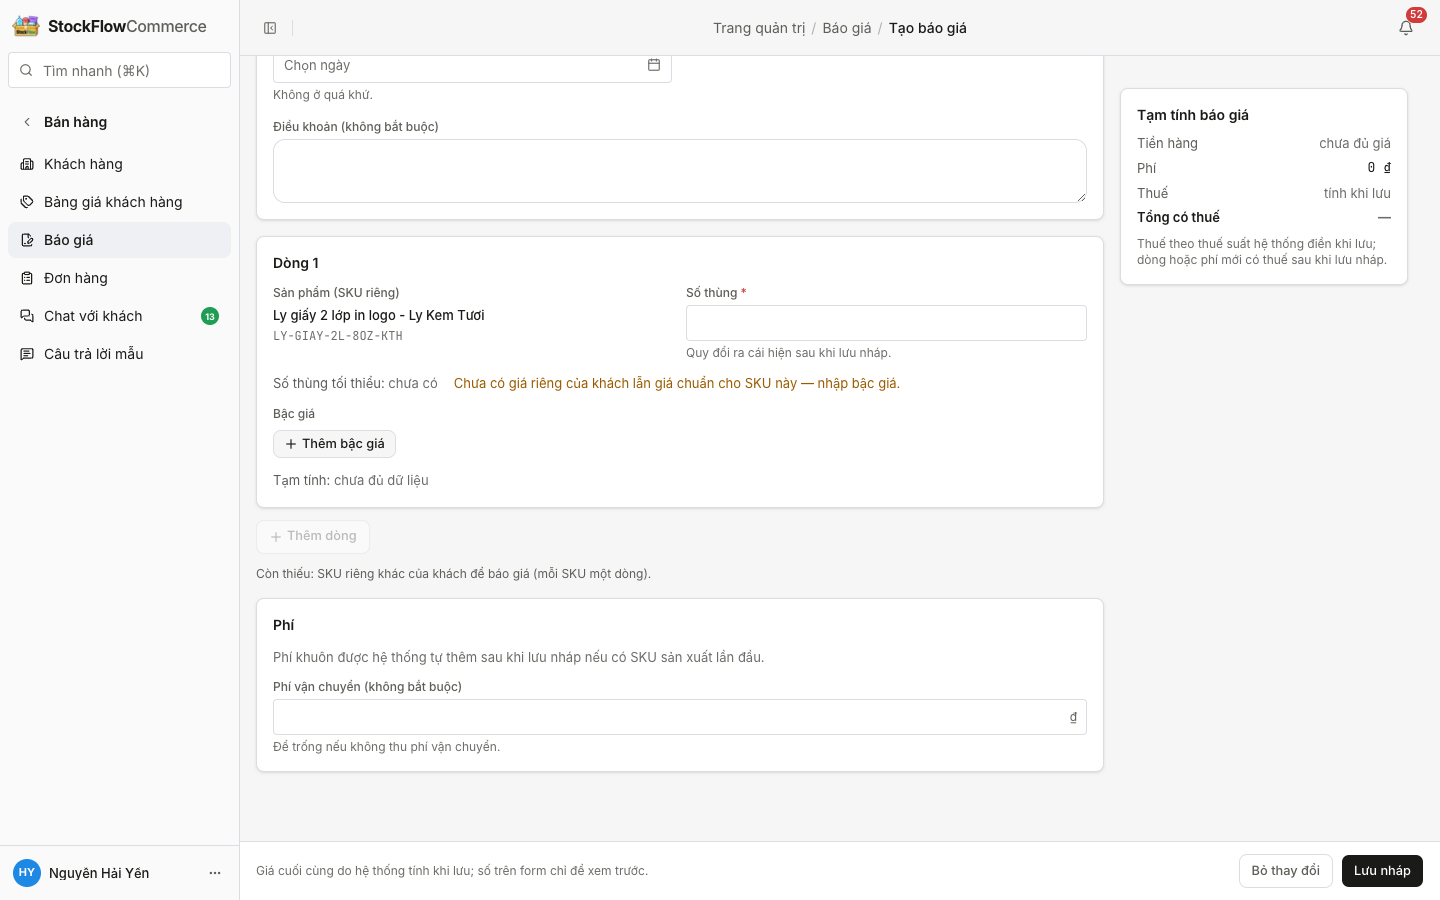 StockFlowCommerce
Tìm nhanh (⌘K)
Bán hàng
Khách hàng
Bảng giá khách hàng
Báo giá
Đơn hàng
Chat với khách
13
Câu trả lời mẫu
HY
Nguyễn Hải Yến
Trang quản trị / Báo giá / Tạo báo giá
52
Chọn ngày
Không ở quá khứ.
Điều khoản (không bắt buộc)
Dòng 1
Sản phẩm (SKU riêng)
Ly giấy 2 lớp in logo - Ly Kem Tươi
LY-GIAY-2L-8OZ-KTH
Số thùng *
Quy đổi ra cái hiện sau khi lưu nháp.
Số thùng tối thiểu: chưa có
Chưa có giá riêng của khách lẫn giá chuẩn cho SKU này — nhập bậc giá.
Bậc giá
Thêm bậc giá
Tạm tính: chưa đủ dữ liệu
Thêm dòng
Còn thiếu: SKU riêng khác của khách để báo giá (mỗi SKU một dòng).
Phí
Phí khuôn được hệ thống tự thêm sau khi lưu nháp nếu có SKU sản xuất lần đầu.
Phí vận chuyển (không bắt buộc)
₫
Để trống nếu không thu phí vận chuyển.
Tạm tính báo giá
Tiền hàng chưa đủ giá
Phí 0 ₫
Thuế tính khi lưu
Tổng có thuế —
Thuế theo thuế suất hệ thống điền khi lưu;
dòng hoặc phí mới có thuế sau khi lưu nháp.
Giá cuối cùng do hệ thống tính khi lưu; số trên form chỉ để xem trước.
Bỏ thay đổi
Lưu nháp